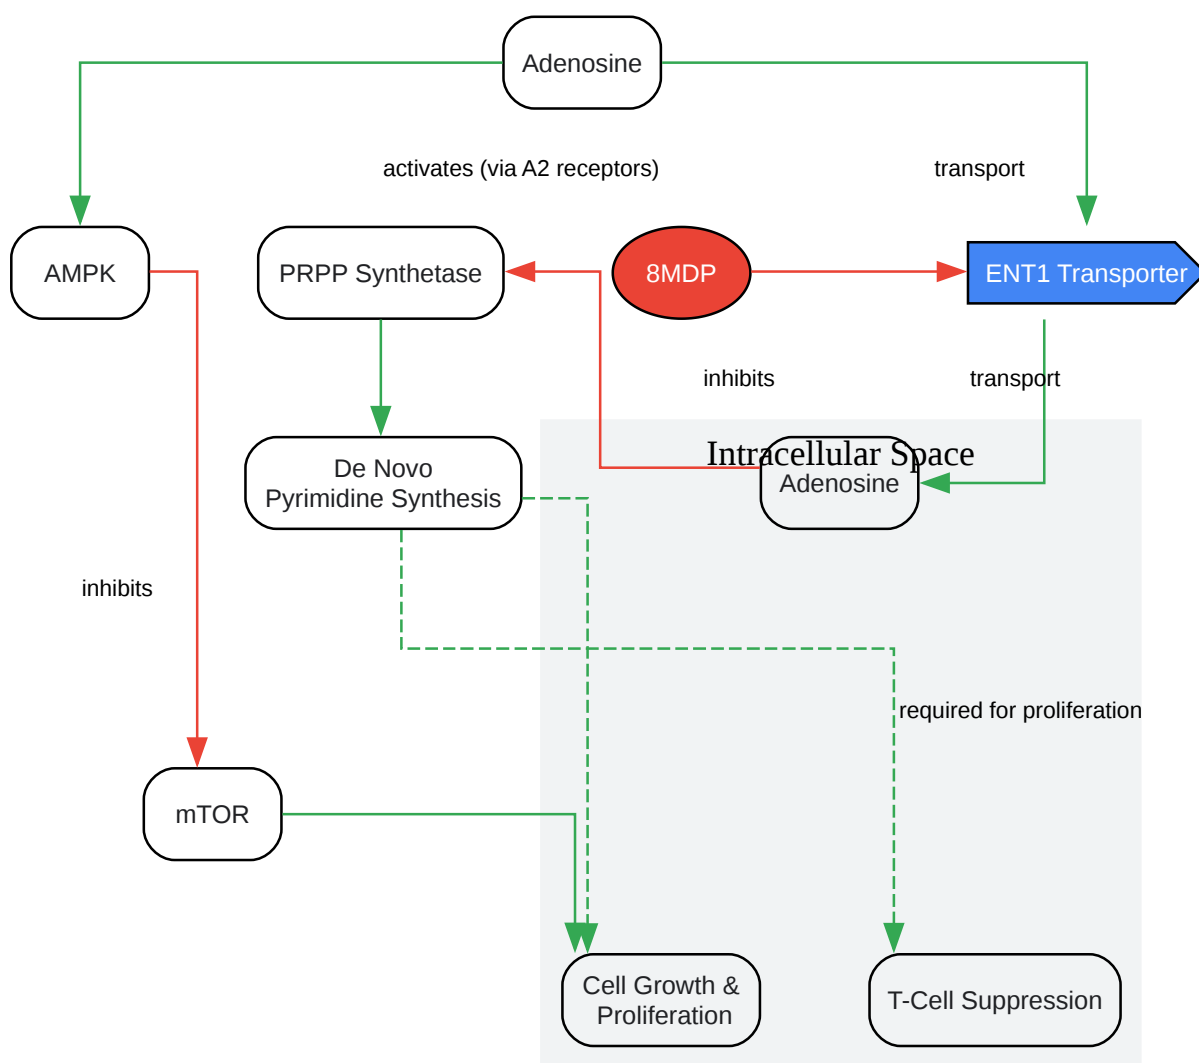 Adenosine
activates (via A2 receptors)
transport
AMPK
PRPP Synthetase
8MDP
ENT1 Transporter
inhibits
transport
Intracellular Space
De Novo
Pyrimidine Synthesis
Adenosine
inhibits
required for proliferation
mTOR
Cell Growth &
Proliferation
T-Cell Suppression